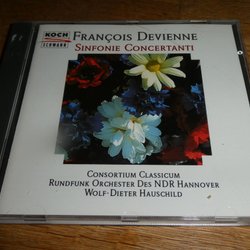 KOCH
SCHWANN
FRANÇOIS DEVIENNE
SINFONIE CONCERTANTI
CONSORTIUM CLASSICUM
RUNDFUNK ORCHESTER DES NDR HANNOVER
WOLF-DIETER HAUSCHILD